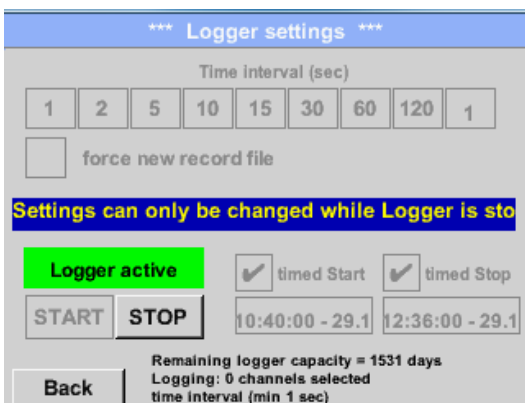 *** Logger settings ***
Time interval (sec)
1 2 5 10 15 30 60 120 1
force new record file
Settings can only be changed while Logger is sto
Logger active
✔ timed Start ✔ timed Stop
START STOP 10:40:00 - 29.1 12:36:00 - 29.1
Remaining logger capacity = 1531 days
Logging: 0 channels selected
time interval (min 1 sec)
Back